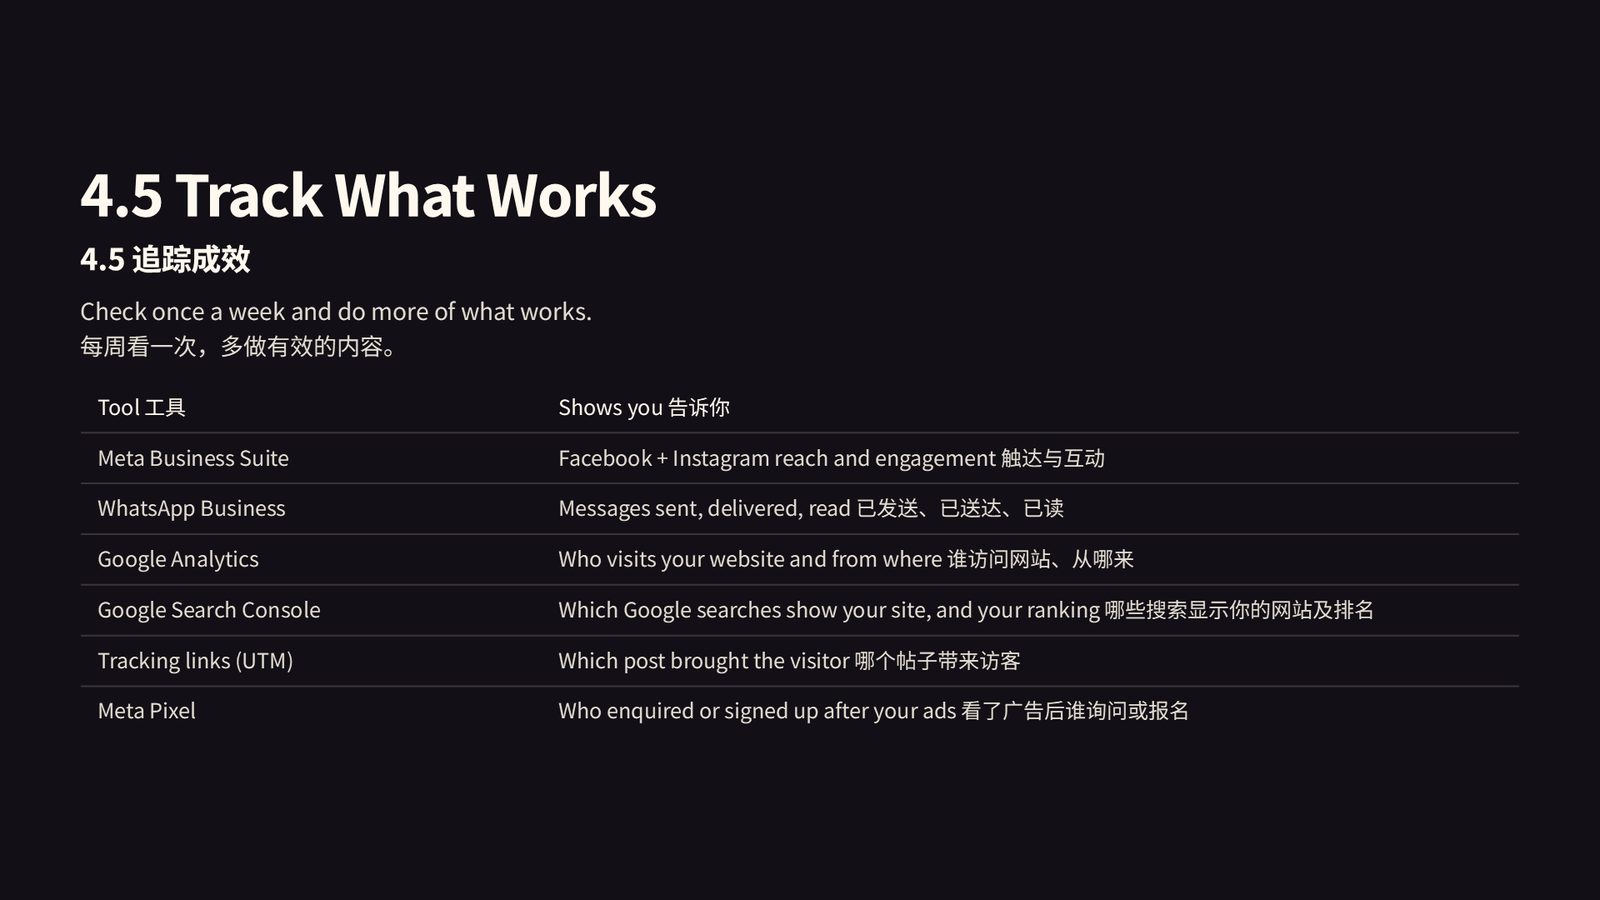 4.5 Track What Works
4.5 追踪成效
Check once a week and do more of what works.
每周看一次，多做有效的内容。
Tool 工具 Shows you 告诉你
Meta Business Suite Facebook + Instagram reach and engagement 触达与互动
WhatsApp Business Messages sent, delivered, read 已发送、已送达、已读
Google Analytics Who visits your website and from where 谁访问网站、从哪来
Google Search Console Which Google searches show your site, and your ranking 哪些搜索显示你的网站及排名
Tracking links (UTM) Which post brought the visitor 哪个帖子带来访客
Meta Pixel Who enquired or signed up after your ads 看了广告后谁询问或报名